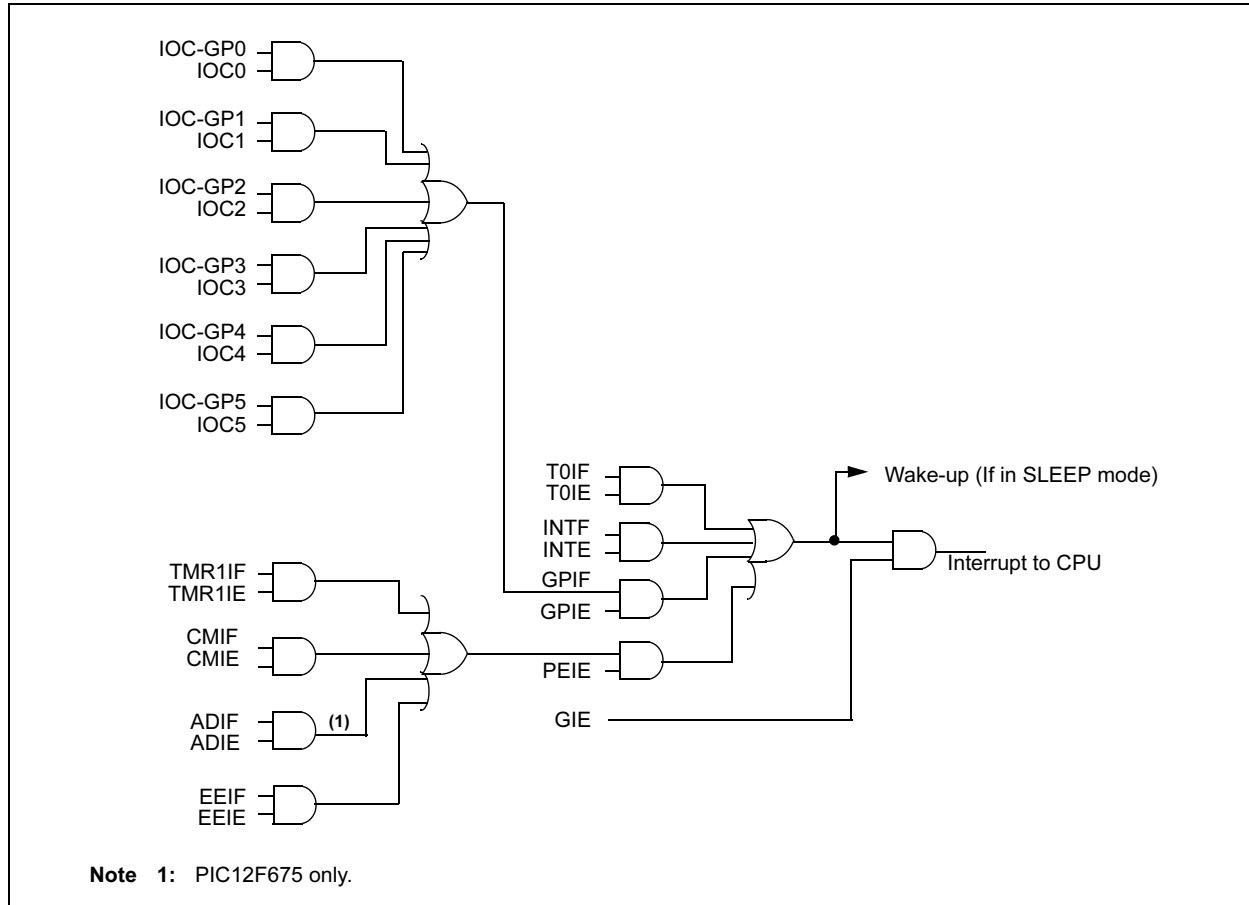 IOC-GP0
IOC0
IOC-GP1
IOC1
IOC-GP2
IOC2
IOC-GP3
IOC3
IOC-GP4
IOC4
IOC-GP5
IOC5
T0IF
T0IE
Wake-up (If in SLEEP mode)
INTF
INTE
Interrupt to CPU
TMR1IF
TMR1IE
GPIF
GPIE
CMIF
CMIE
PEIE
ADIF
ADIE
(1)
GIE
EEIF
EEIE
Note 1: PIC12F675 only.